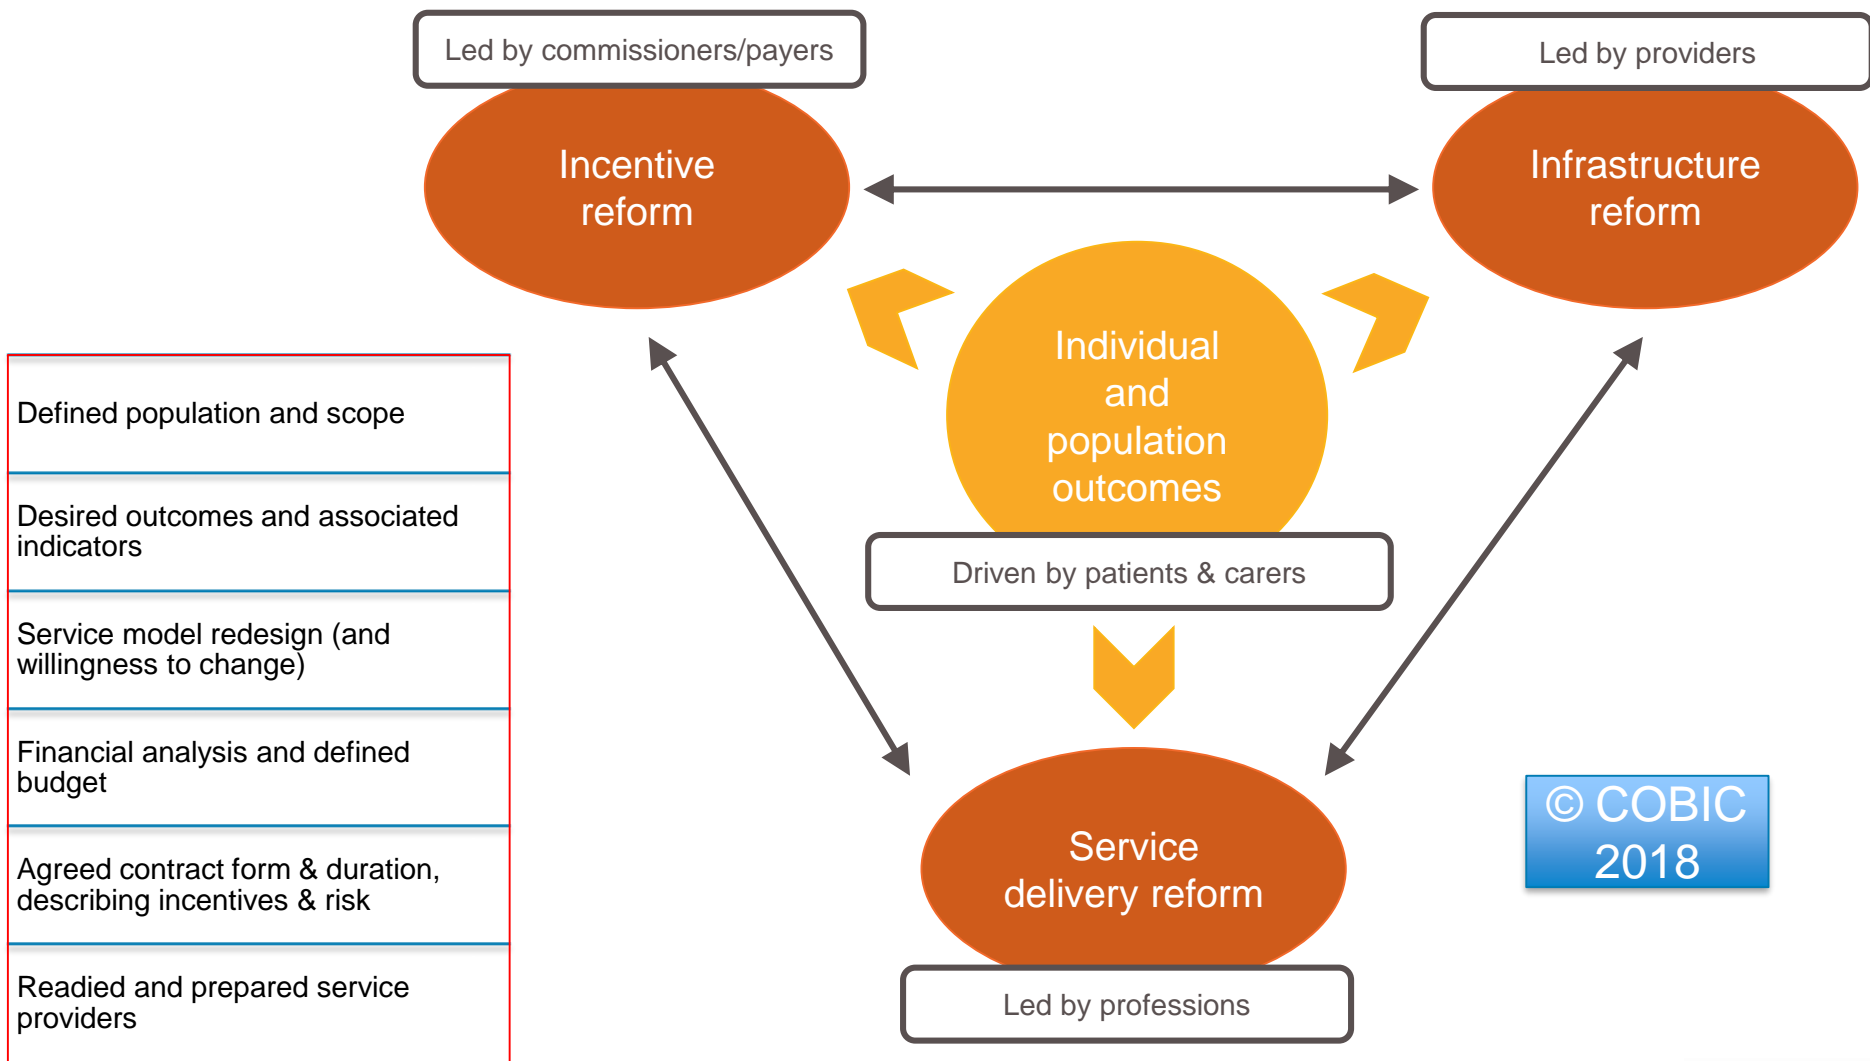 Led by commissioners/payers
Led by providers
Incentive
reform
Infrastructure
reform
Individual
and
population
outcomes
Driven by patients & carers
Defined population and scope
Desired outcomes and associated
indicators
Service model redesign (and
willingness to change)
Financial analysis and defined
budget
Agreed contract form & duration,
describing incentives & risk
Readied and prepared service
providers
Service
delivery reform
Led by professions
© COBIC
2018